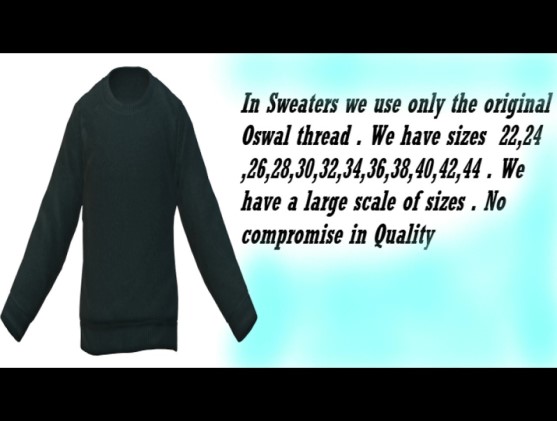 In Sweaters we use only the original
Oswal thread . We have sizes 22,24
,26,28,30,32,34,36,38,40,42,44 . We
have a large scale of sizes . No
compromise in Quality